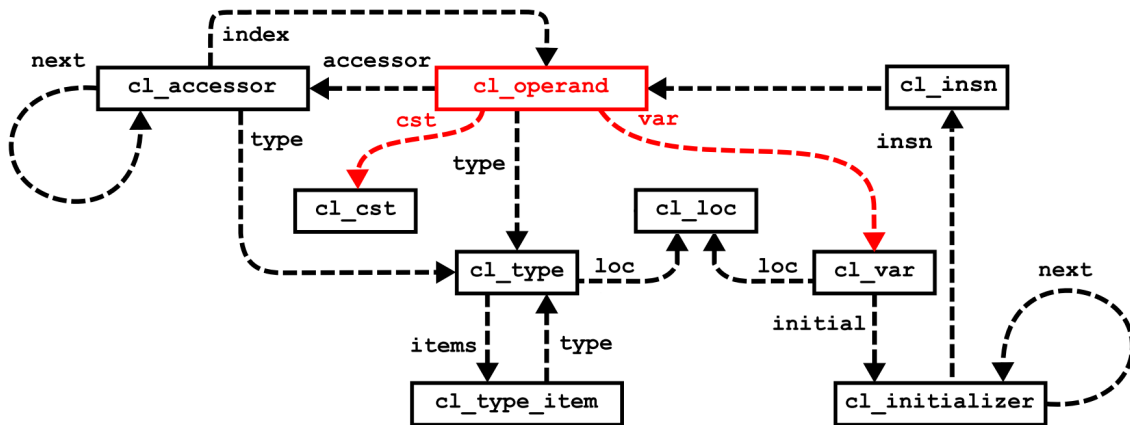 index
next
accessor
cl_accessor
cl_operand
cl_insn
cst
var
type
type
insn
cl_cst
cl_loc
cl_type
loc
loc
cl_var
next
items
type
initial
cl_type_item
cl_initializer